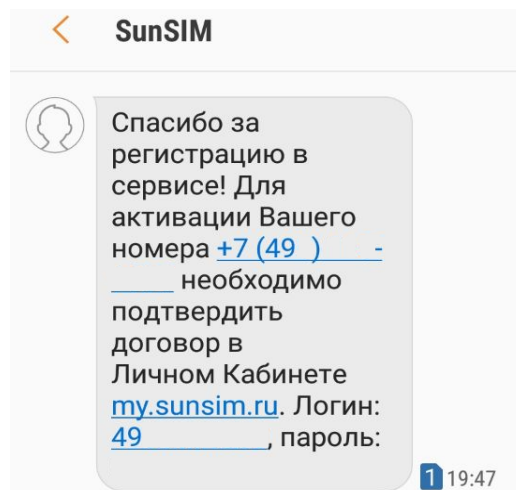 SunSIM
Спасибо за
регистрацию в
сервисе! Для
активации Вашего
номера +7 (49 ) -
необходимо
подтвердить
договор в
Личном Кабинете
my.sunsim.ru. Логин:
49 , пароль:
1 19:47